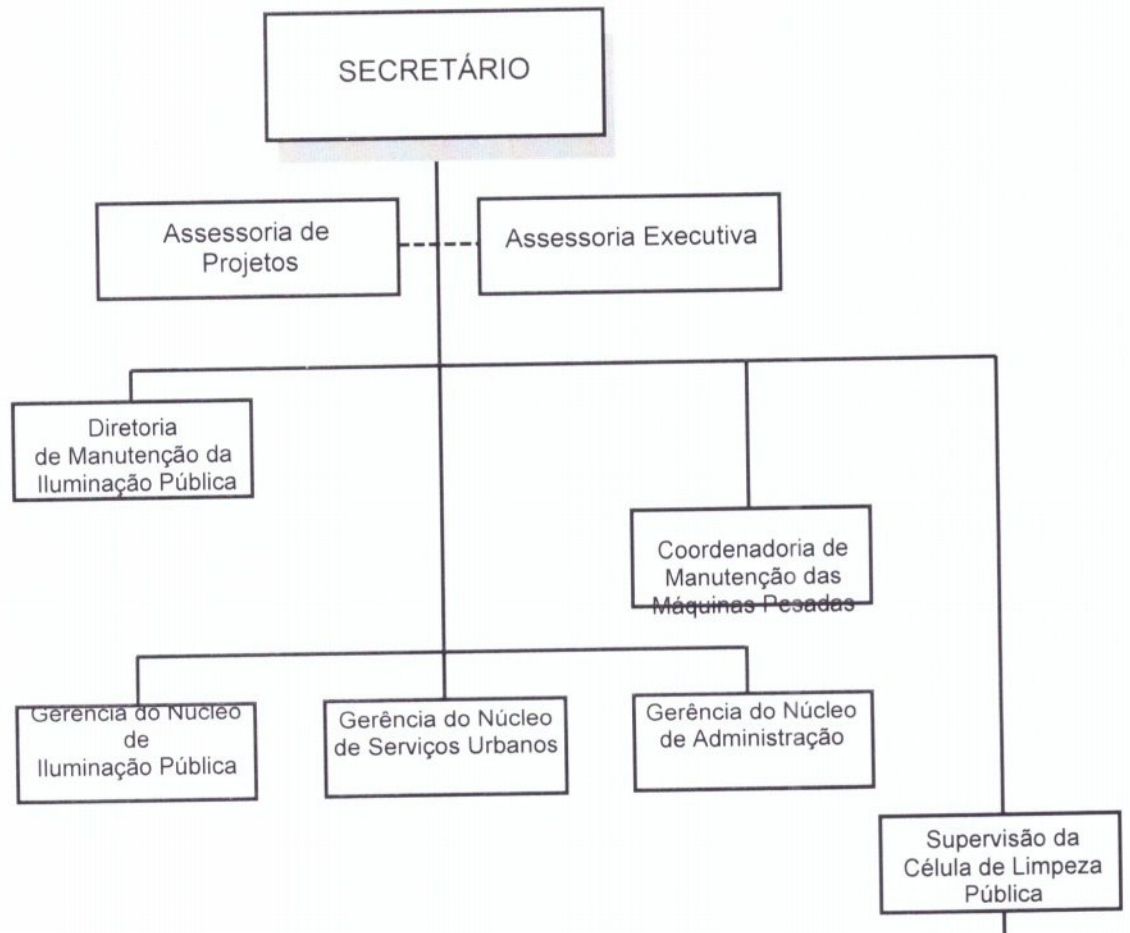 SECRETÁRIO
Assessoria de
Projetos
Assessoria Executiva
Diretoria
de Manutenção da
Iluminação Pública
Coordenadoria de
Manutenção das
Máquinas Pesadas
Gerência do Núcleo
de
Iluminação Pública
Gerência do Núcleo
de Serviços Urbanos
Gerência do Núcleo
de Administração
Supervisão da
Célula de Limpeza
Pública